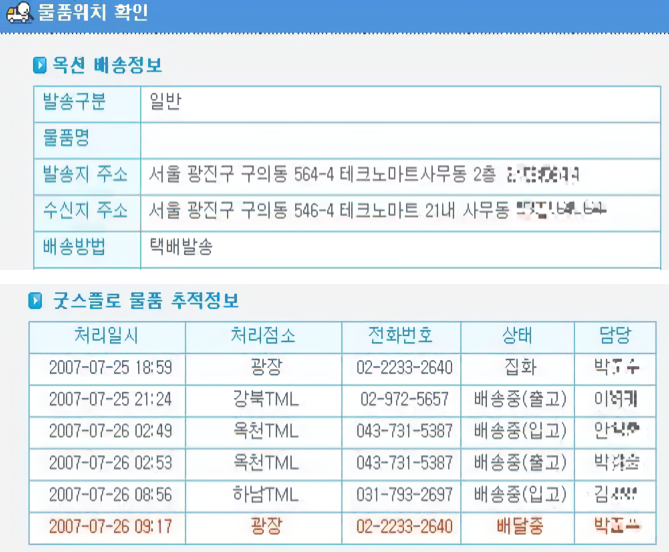 물품위치 확인
옥션 배송정보
발송구분 일반
물품명
발송지 주소 서울 광진구 구의동 564-4 테크노마트사무동 2층
수신지 주소 서울 광진구 구의동 546-4 테크노마트 21내 사무동
배송방법 택배발송
굿스플로 물품 추적정보
처리일시 처리점소 전화번호 상태 담당
2007-07-25 18:59 광장 02-2233-2640 집화 박
2007-07-25 21:24 강북TML 02-972-5657 배송중(출고) 이
2007-07-26 02:49 옥천TML 043-731-5387 배송중(입고) 안
2007-07-26 02:53 옥천TML 043-731-5387 배송중(출고) 박
2007-07-26 08:56 하남TML 031-793-2697 배송중(입고) 김
2007-07-26 09:17 광장 02-2233-2640 배달중 박